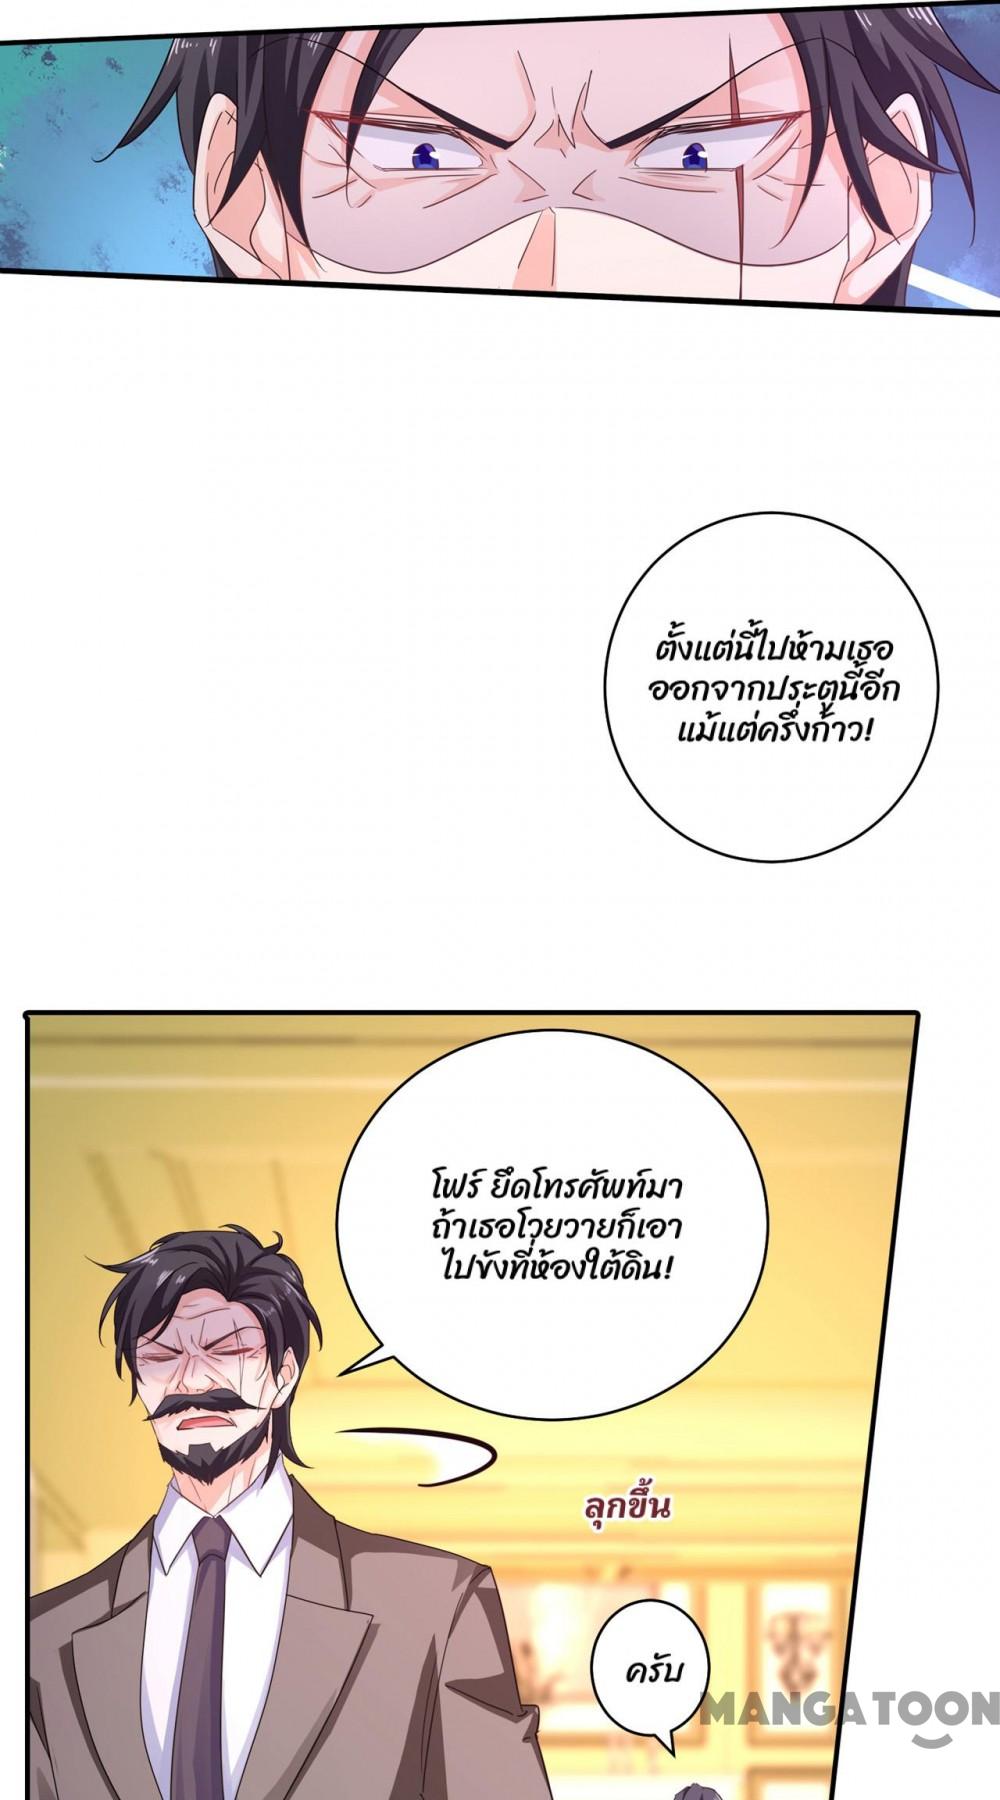 ตั้งแต่นี้ไปห้ามเธอ
ออกจากประตูนี้อีก
แม้แต่ครึ่งก้าว!
โฟร์ ยึดโทรศัพท์มา
ถ้าเธอโวยวายก็เอา
ไปขังที่ห้องใต้ดิน!
ลุกขึ้น
ครับ
MANGATOON